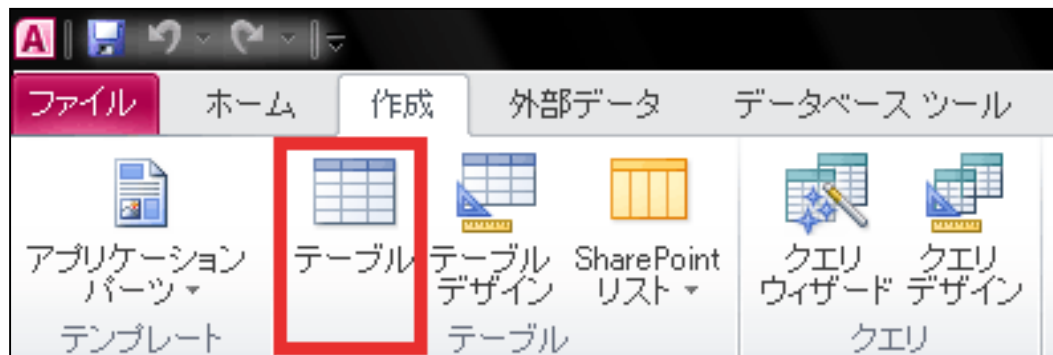 A
ファイル ホーム 作成 外部データ データベース ツール
アプリケーション
パーツ
テーブル
テーブル
デザイン
SharePoint
リスト
クエリ
ウィザード
クエリ
デザイン
テンプレート テーブル クエリ